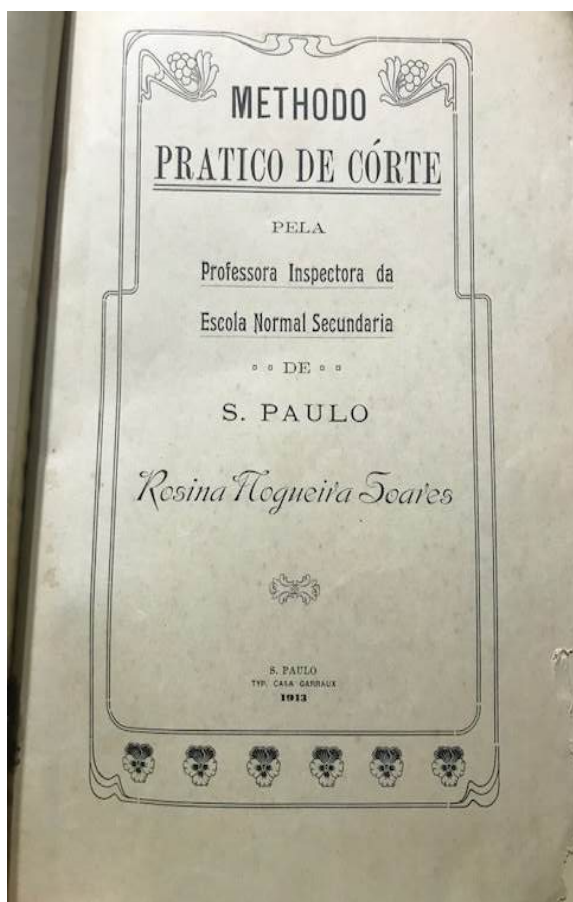 METHODO
PRATICO DE CÓRTE
PELA
Professora Inspectora da
Escola Normal Secundaria
DE
S. PAULO
Rosina Nogueira Soares
S. PAULO
TYP. CASA GARRAUX
1913